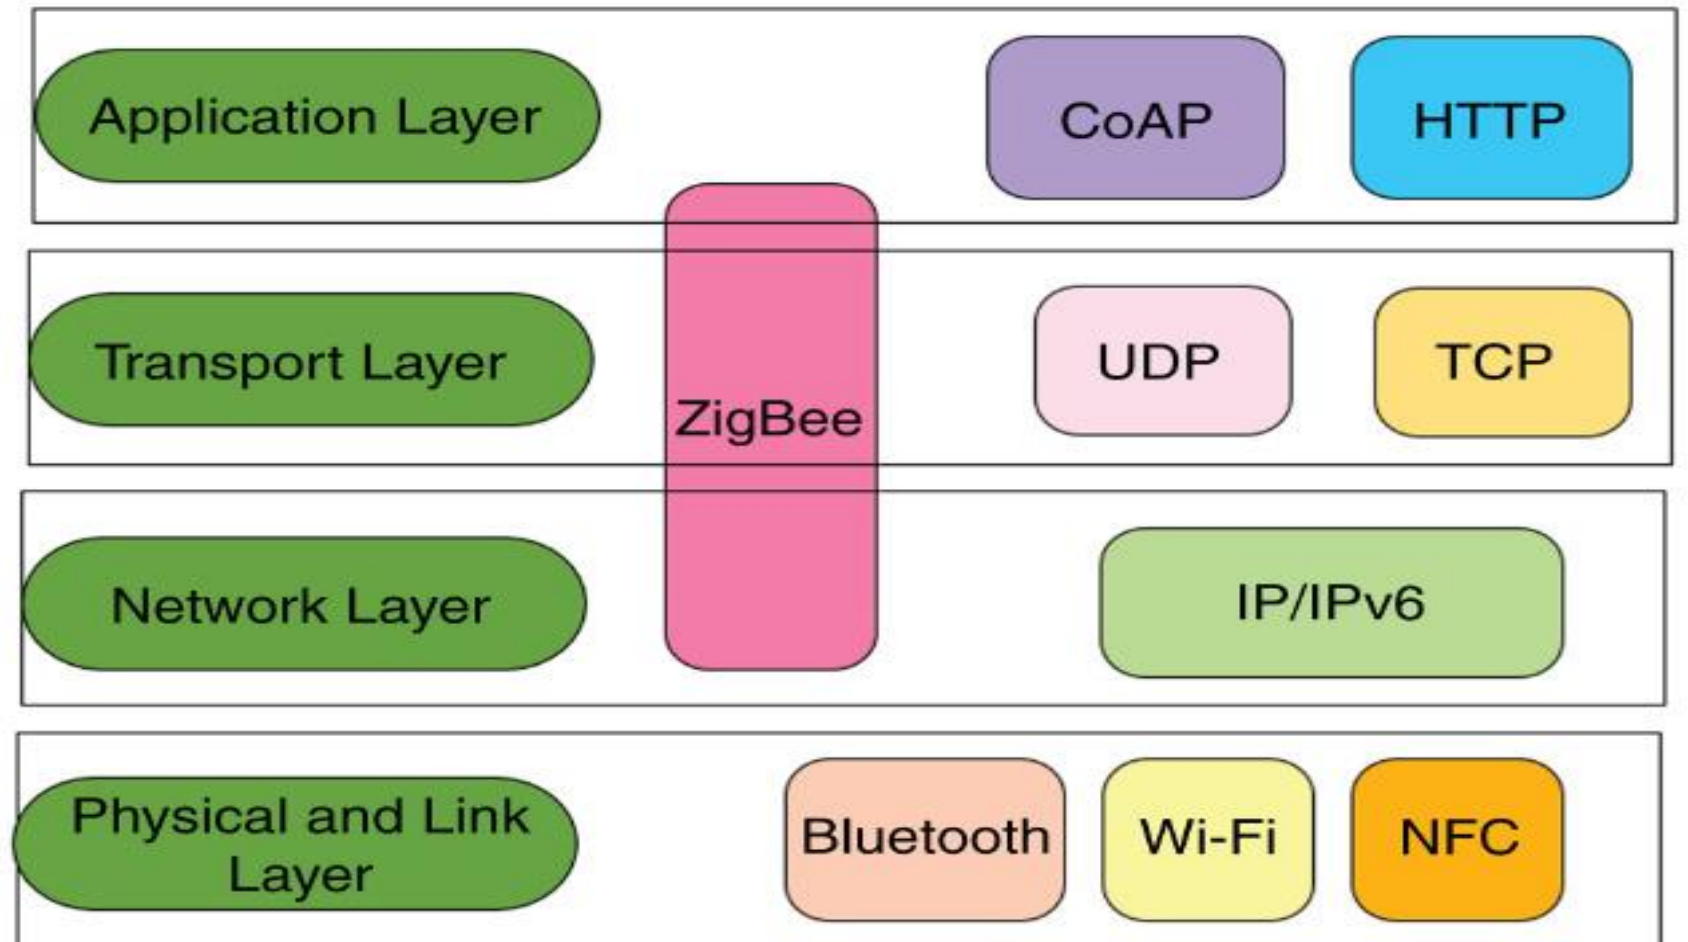 Application Layer
CoAP
HTTP
Transport Layer
ZigBee
UDP
TCP
Network Layer
IP/IPv6
Physical and Link
Layer
Bluetooth
Wi-Fi
NFC